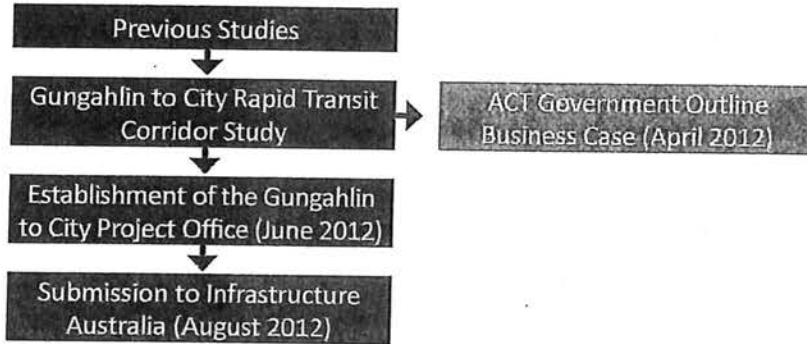 Previous Studies
Gungahlin to City Rapid Transit
Corridor Study
ACT Government Outline
Business Case (April 2012)
Establishment of the Gungahlin
to City Project Office (June 2012)
Submission to Infrastructure
Australia (August 2012)